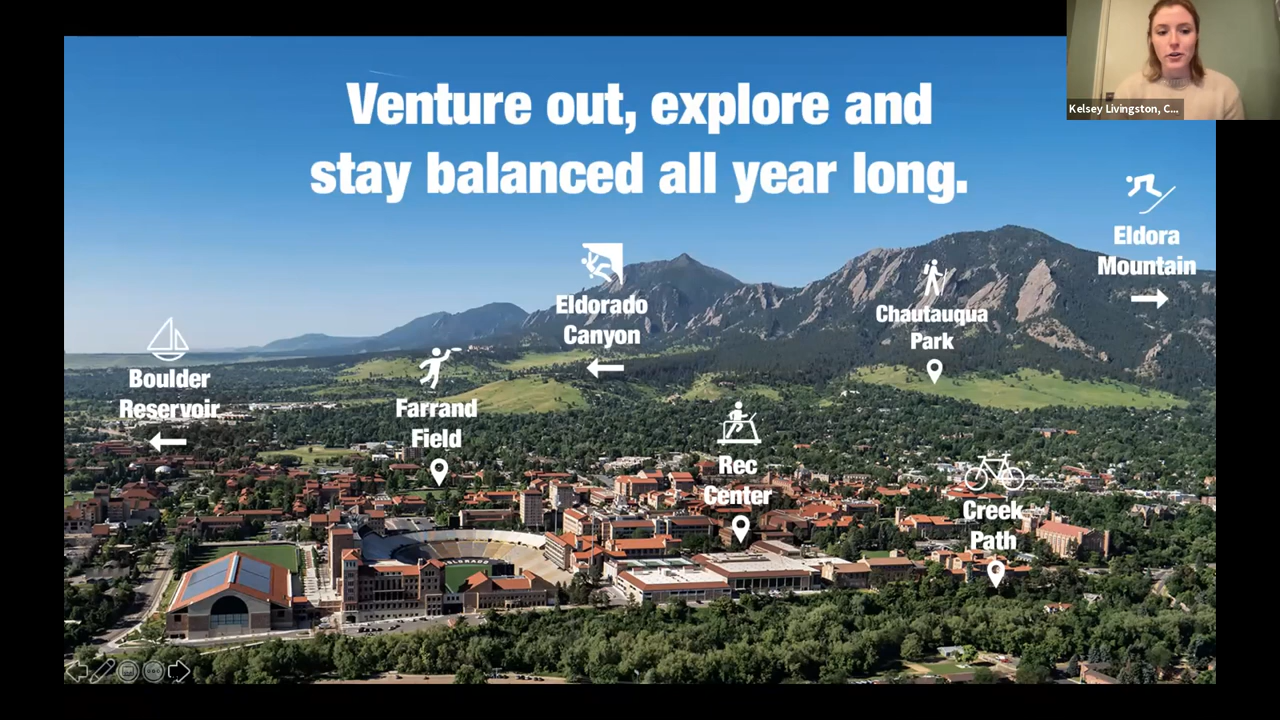 Venture out, explore and
stay balanced all year long.
Kelsey Livingston, C...
Eldora
Mountain
Eldorado
Canyon
Chautauqua
Park
Boulder
Reservoir
Farrand
Field
Rec
Center
Creek
Path
COLORADO